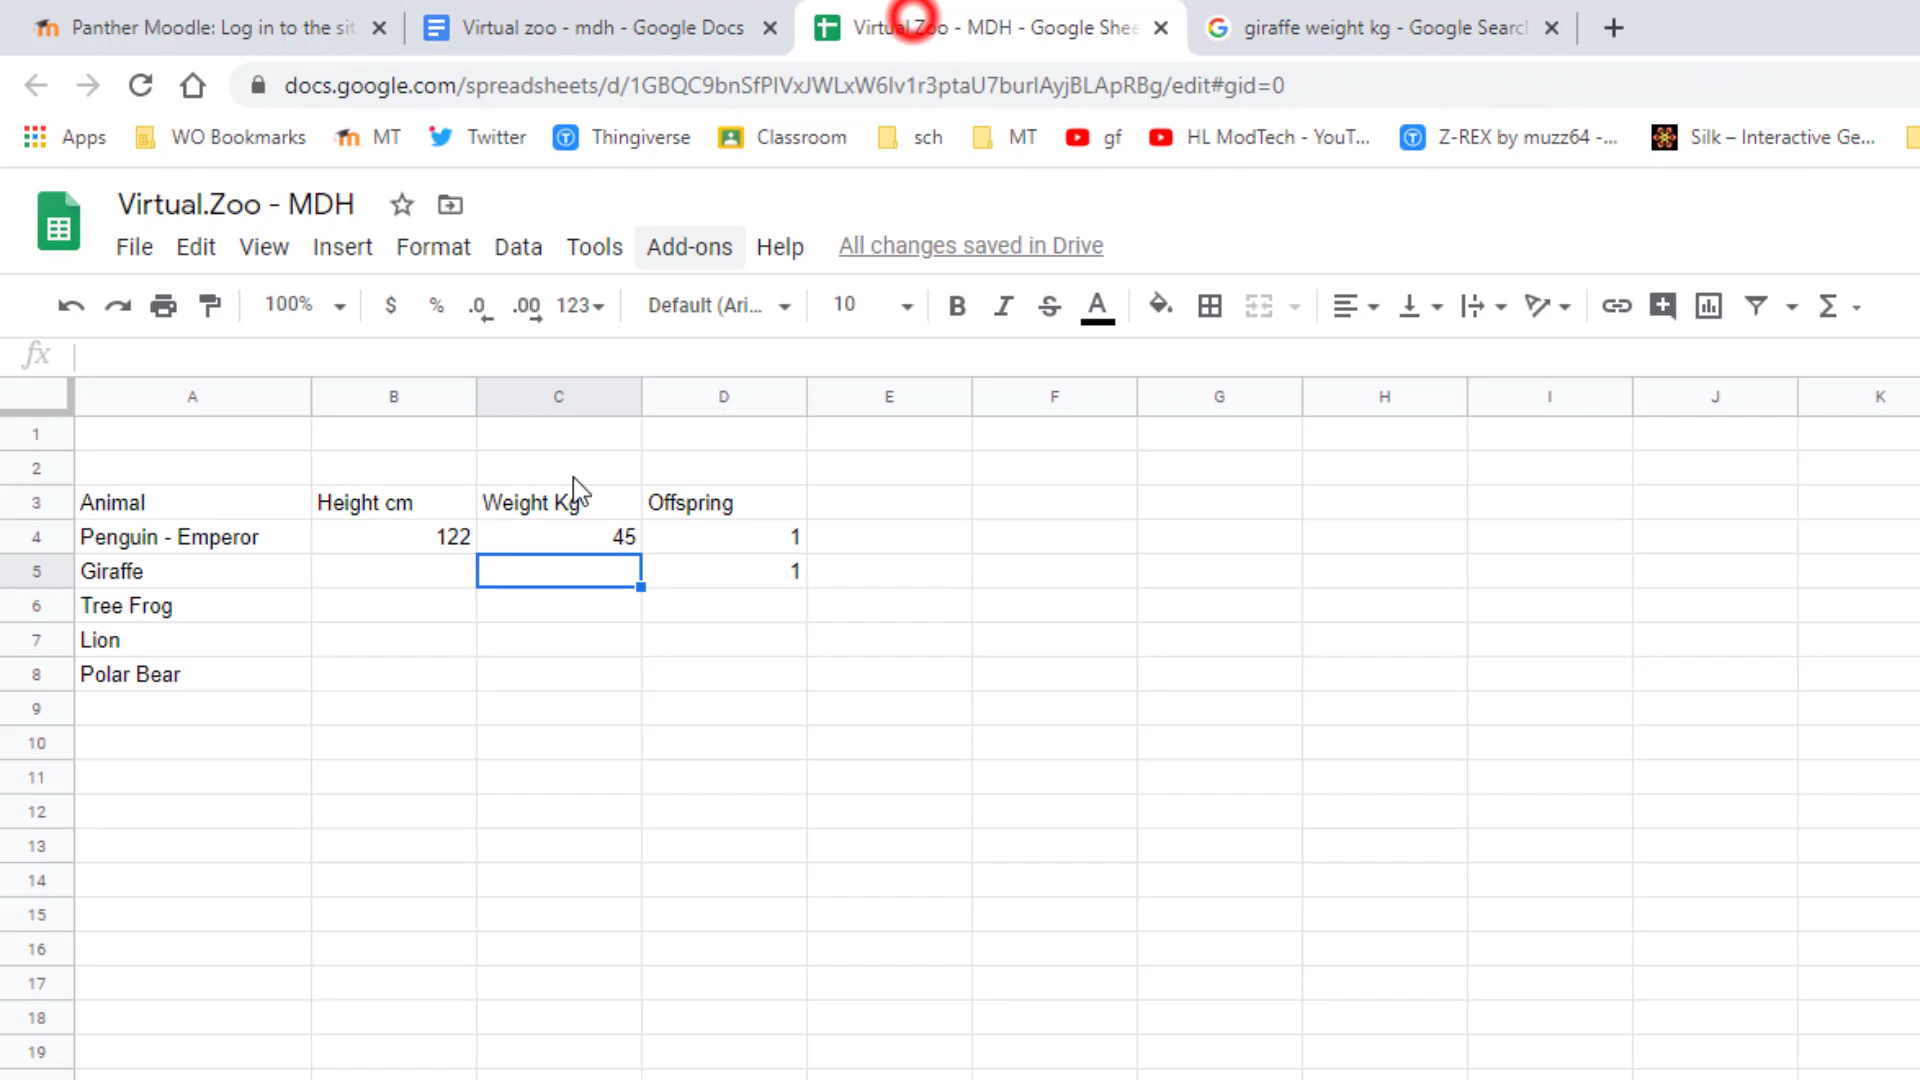 Panther Moodle: Log in to the sit
Virtual zoo - mdh - Google Docs
Virtual.Zoo - MDH - Google Shee
giraffe weight kg - Google Search
docs.google.com/spreadsheets/d/1GBQC9bnSfPIVxJWLxW6Iv1r3ptaU7burIAyjBLApRBg/edit#gid=0
Apps WO Bookmarks MT Twitter Thingiverse Classroom sch MT gf HL ModTech - YouT... Z-REX by muzz64 -... Silk – Interactive Ge...
Virtual.Zoo - MDH
File Edit View Insert Format Data Tools Add-ons Help All changes saved in Drive
100% $ % .0 .00 123 Default (Ari... 10 B I S A Σ
fx
A B C D E F G H I J K
1
2
3 Animal Height cm Weight Kg Offspring
4 Penguin - Emperor 122 45 1
5 Giraffe 1
6 Tree Frog
7 Lion
8 Polar Bear
9
10
11
12
13
14
15
16
17
18
19